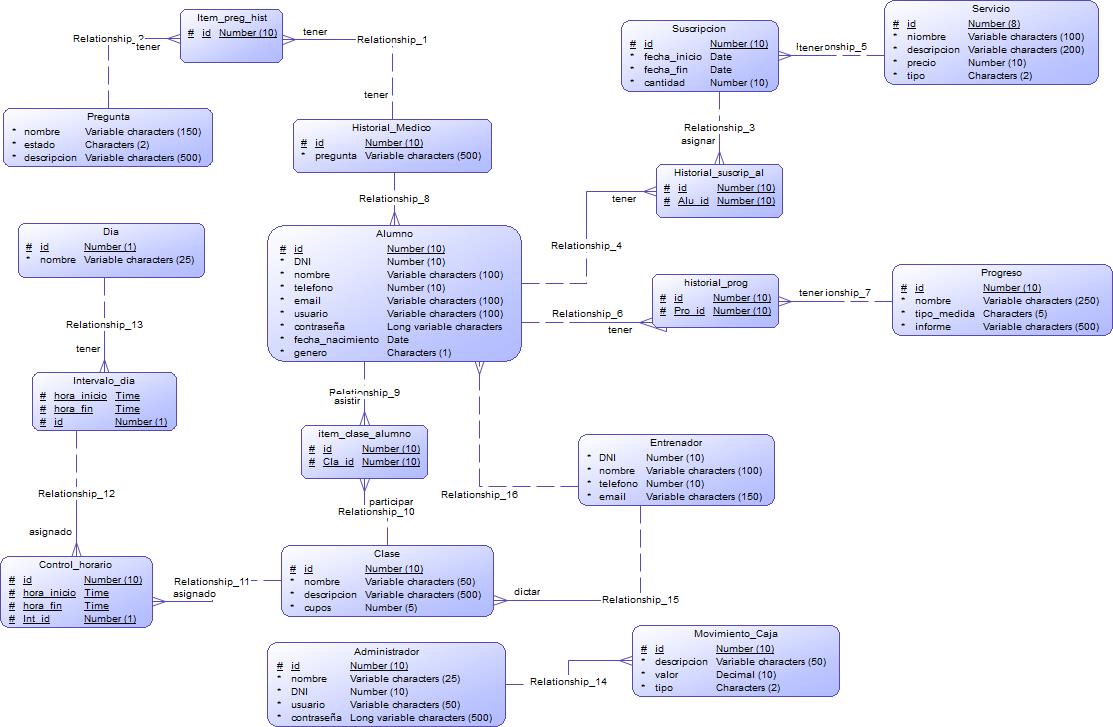 Item_preg_hist
# id Number (10)
Relationship_2
tener
tener
Relationship_1
tener
Pregunta
* nombre Variable characters (150)
* estado Characters (2)
* descripcion Variable characters (500)
Historial_Medico
# id Number (10)
* pregunta Variable characters (500)
Relationship_8
Suscripcion
# id Number (10)
* fecha_inicio Date
* fecha_fin Date
* cantidad Number (10)
tener
ionship_5
Servicio
# id Number (8)
* niombre Variable characters (100)
* descripcion Variable characters (200)
* precio Number (10)
* tipo Characters (2)
Relationship_3
asignar
Historial_suscrip_al
# id Number (10)
# Alu_id Number (10)
tener
Relationship_4
Dia
# id Number (1)
* nombre Variable characters (25)
Alumno
# id Number (10)
* DNI Number (10)
* nombre Variable characters (100)
* telefono Number (10)
* email Variable characters (100)
* usuario Variable characters (100)
* contraseña Long variable characters
* fecha_nacimiento Date
* genero Characters (1)
historial_prog
# id Number (10)
# Pro_id Number (10)
Relationship_6
tener
tener
ionship_7
Progreso
# id Number (10)
* nombre Variable characters (250)
* tipo_medida Characters (5)
* informe Variable characters (500)
Relationship_13
tener
Intervalo_dia
# hora_inicio Time
# hora_fin Time
# id Number (1)
Relationship_9
asistir
item_clase_alumno
# id Number (10)
# Cla_id Number (10)
Entrenador
* DNI Number (10)
* nombre Variable characters (100)
* telefono Number (10)
* email Variable characters (150)
Relationship_12
asignado
Relationship_16
participar
Relationship_10
Control_horario
# id Number (10)
# hora_inicio Time
# hora_fin Time
# Int_id Number (1)
Relationship_11
asignado
Clase
# id Number (10)
* nombre Variable characters (50)
* descripcion Variable characters (500)
* cupos Number (5)
dictar
Relationship_15
Administrador
# id Number (10)
* nombre Variable characters (25)
* DNI Number (10)
* usuario Variable characters (50)
* contraseña Long variable characters (500)
Relationship_14
Movimiento_Caja
# id Number (10)
* descripcion Variable characters (50)
* valor Decimal (10)
* tipo Characters (2)